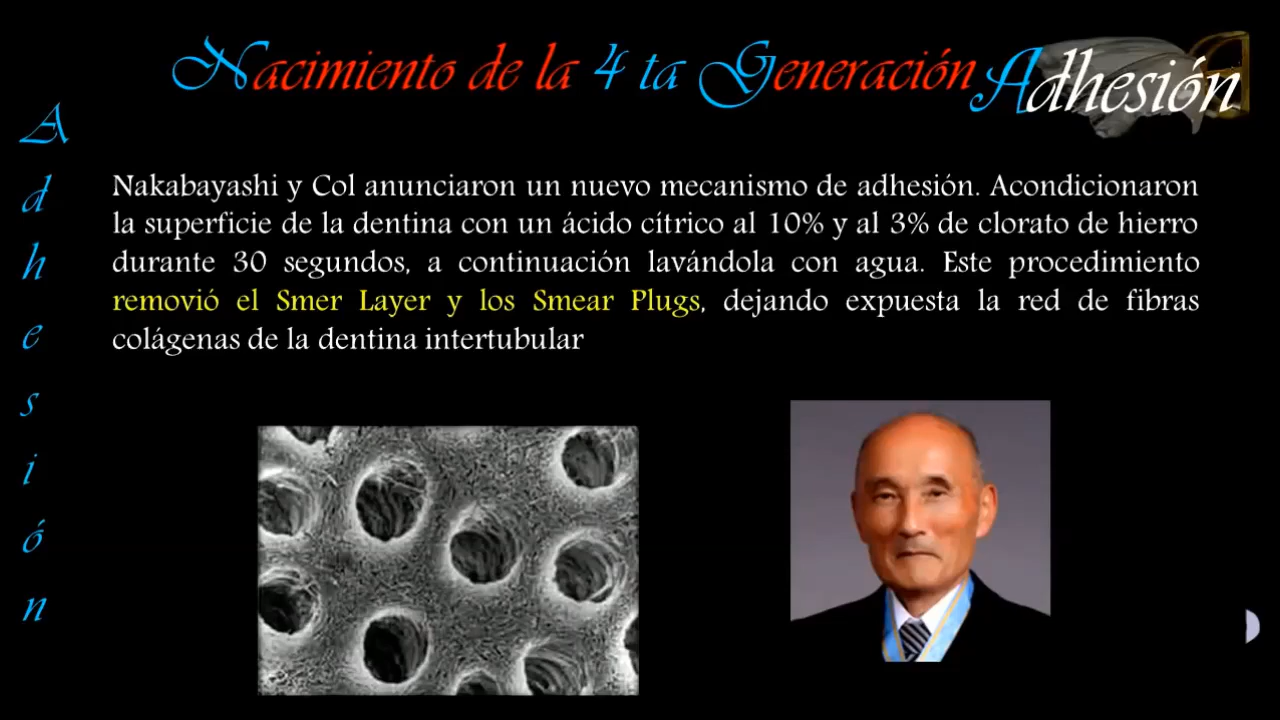 Nacimiento de la 4 ta Generación
Adhesión
Adhesión
Nakabayashi y Col anunciaron un nuevo mecanismo de adhesión. Acondicionaron
la superficie de la dentina con un ácido cítrico al 10% y al 3% de clorato de hierro
durante 30 segundos, a continuación lavándola con agua. Este procedimiento
removió el Smer Layer y los Smear Plugs, dejando expuesta la red de fibras
colágenas de la dentina intertubular